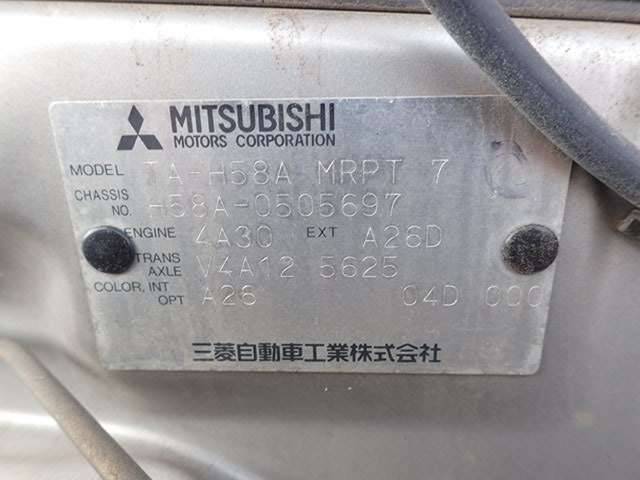 MITSUBISHI
MOTORS CORPORATION
MODEL TA-H58A MRPT 7
CHASSIS NO. H58A-0505697
ENGINE 4A30 EXT A26D
TRANS AXLE V4A12 5625
COLOR, INT OPT A26 04D 000
三菱自動車工業株式会社